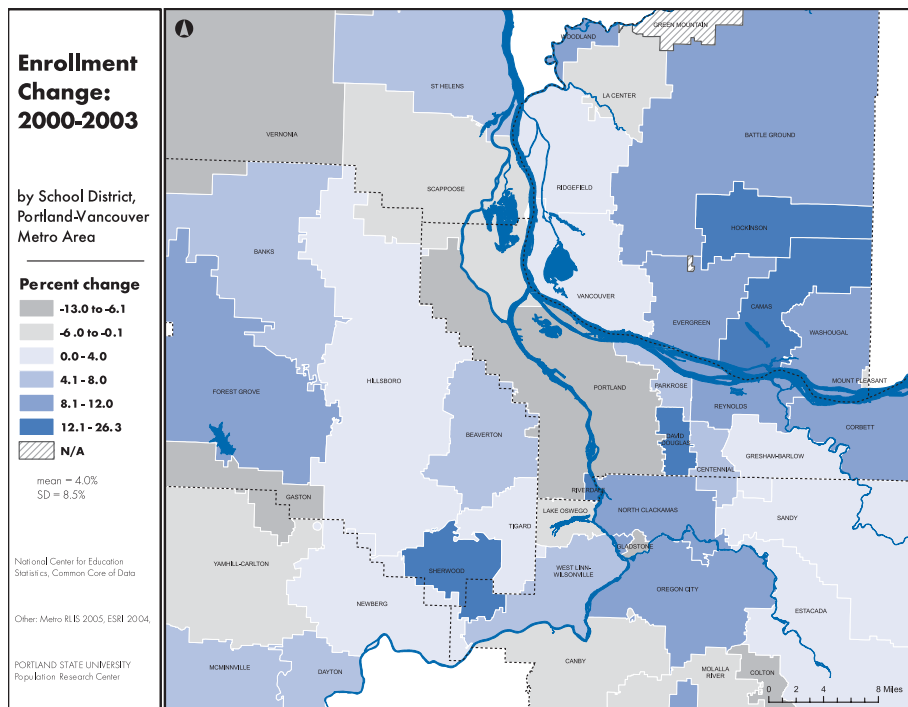 Enrollment
Change:
2000-2003
by School District,
Portland-Vancouver
Metro Area
Percent change
-13.0 to -6.1
-6.0 to -0.1
0.0 - 4.0
4.1 - 8.0
8.1 - 12.0
12.1 - 26.3
N/A
mean = 4.0%
SD = 8.5%
National Center for Education
Statistics, Common Core of Data
Other: Metro RLIS 2005, ESRI 2004,
PORTLAND STATE UNIVERSITY
Population Research Center
GREEN MOUNTAIN
WOODLAND
ST HELENS
LA CENTER
VERNONIA
BATTLE GROUND
SCAPPOOSE
RIDGEFIELD
HOCKINSON
BANKS
VANCOUVER
CAMAS
EVERGREEN
WASHOUGAL
HILLSBORO
MOUNT PLEASANT
PORTLAND
PARKROSE
FOREST GROVE
REYNOLDS
CORBETT
BEAVERTON
DAVID
DOUGLAS
GRESHAM-BARLOW
CENTENNIAL
RIVERDALE
GASTON
LAKE OSWEGO
NORTH CLACKAMAS
SANDY
TIGARD
GLADSTONE
YAMHILL-CARLTON
SHERWOOD
WEST LINN-
WILSONVILLE
OREGON CITY
NEWBERG
ESTACADA
MCMINNVILLE
DAYTON
CANBY
MOLALLA
RIVER
COLTON
0 2 4 8 Miles